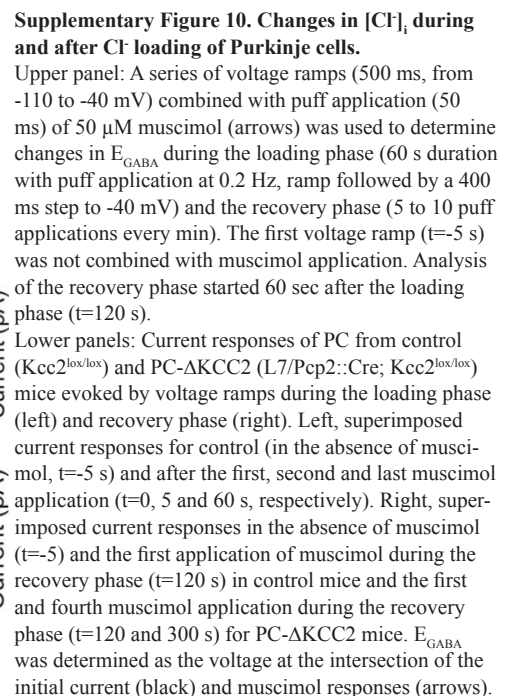 Supplementary Figure 10. Changes in [Cl⁻]ᵢ during
and after Cl⁻ loading of Purkinje cells.
Upper panel: A series of voltage ramps (500 ms, from
-110 to -40 mV) combined with puff application (50
ms) of 50 μM muscimol (arrows) was used to determine
changes in E_GABA during the loading phase (60 s duration
with puff application at 0.2 Hz, ramp followed by a 400
ms step to -40 mV) and the recovery phase (5 to 10 puff
applications every min). The first voltage ramp (t=-5 s)
was not combined with muscimol application. Analysis
of the recovery phase started 60 sec after the loading
phase (t=120 s).
Lower panels: Current responses of PC from control
(Kcc2^lox/lox) and PC-ΔKCC2 (L7/Pcp2::Cre; Kcc2^lox/lox)
mice evoked by voltage ramps during the loading phase
(left) and recovery phase (right). Left, superimposed
current responses for control (in the absence of musci-
mol, t=-5 s) and after the first, second and last muscimol
application (t=0, 5 and 60 s, respectively). Right, super-
imposed current responses in the absence of muscimol
(t=-5) and the first application of muscimol during the
recovery phase (t=120 s) in control mice and the first
and fourth muscimol application during the recovery
phase (t=120 and 300 s) for PC-ΔKCC2 mice. E_GABA
was determined as the voltage at the intersection of the
initial current (black) and muscimol responses (arrows).